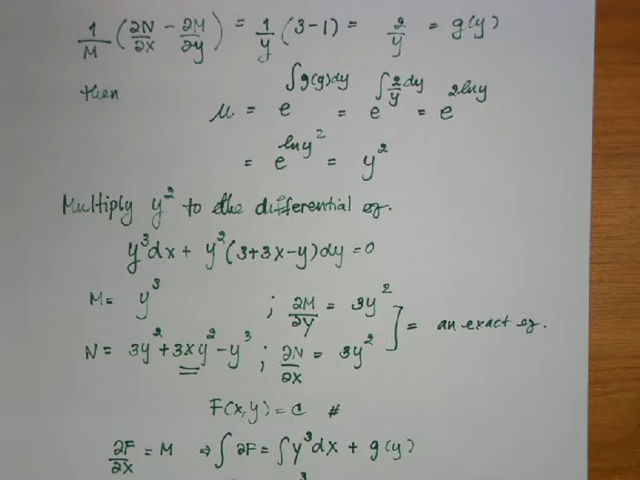 1/M (∂N/∂x - ∂M/∂y) = 1/y (3-1) = 2/y = g(y)
then
μ = e^∫g(y)dy = e^∫2/y dy = e^2lny
= e^lny² = y²
Multiply y² to the differential eq.
y³dx + y²(3+3x-y)dy = 0
M = y³ ; ∂M/∂y = 3y²
] = an exact eq.
N = 3y² + 3xy² - y³ ; ∂N/∂x = 3y²
F(x,y) = C #
∂F/∂x = M ⇒ ∫∂F = ∫y³dx + g(y)